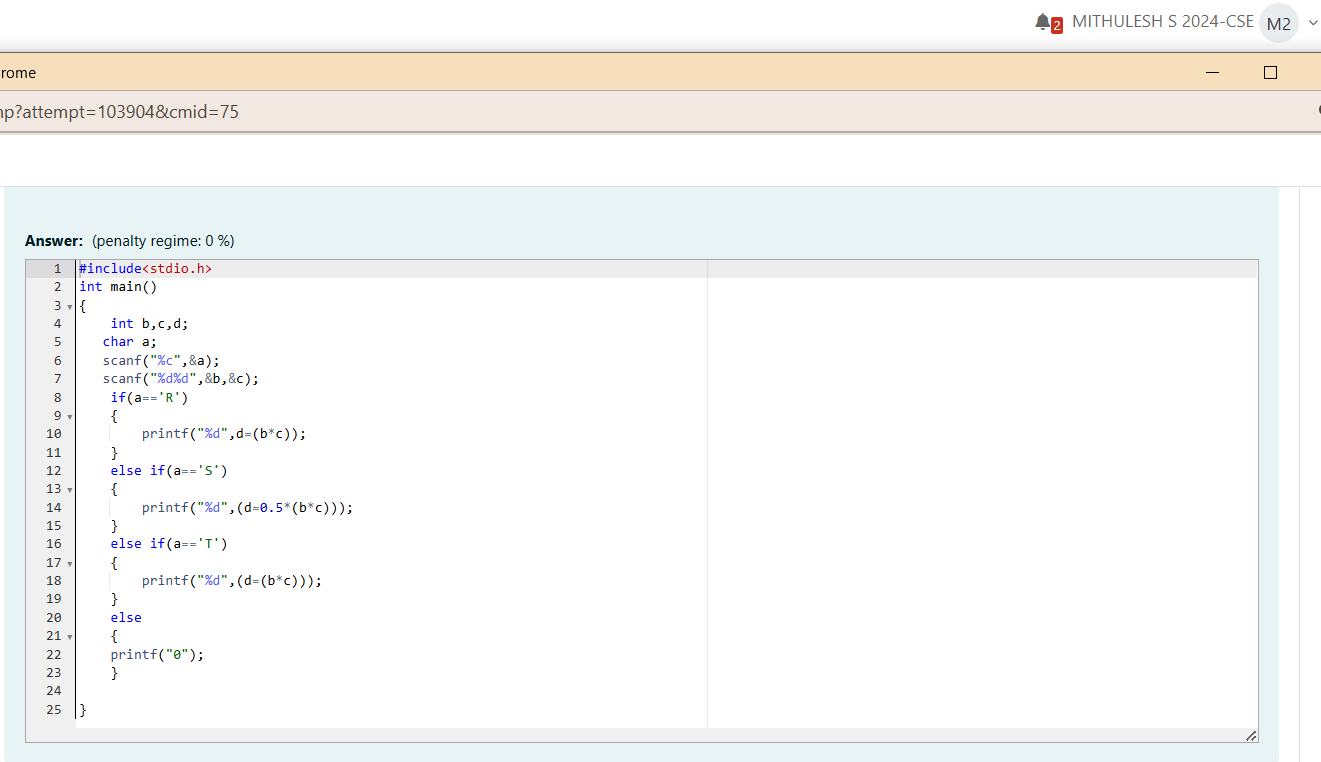 2 MITHULESH S 2024-CSE M2
rome
np?attempt=103904&cmid=75
Answer: (penalty regime: 0 %)
1 #include<stdio.h>
2 int main()
3 {
4     int b,c,d;
5    char a;
6    scanf("%c",&a);
7    scanf("%d%d",&b,&c);
8     if(a=='R')
9     {
10         printf("%d",d=(b*c));
11     }
12     else if(a=='S')
13     {
14         printf("%d",(d=0.5*(b*c)));
15     }
16     else if(a=='T')
17     {
18         printf("%d",(d=(b*c)));
19     }
20     else
21     {
22     printf("0");
23     }
24
25 }